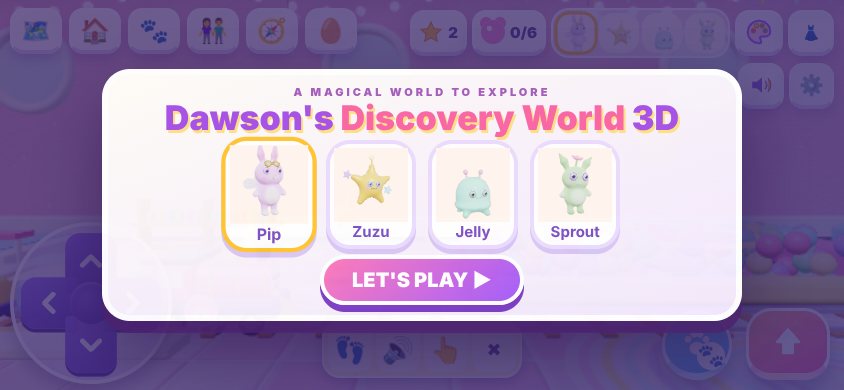 2
0/6
A MAGICAL WORLD TO EXPLORE
Dawson's Discovery World 3D
Pip
Zuzu
Jelly
Sprout
LET'S PLAY ▶